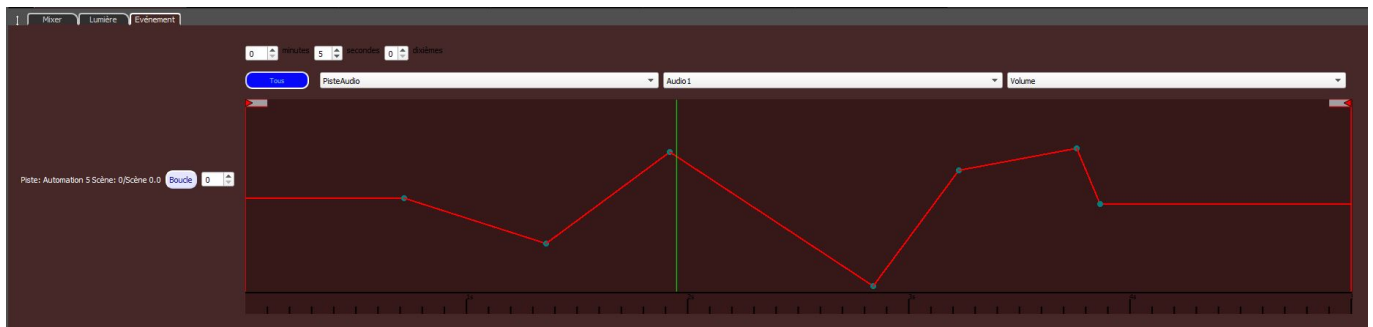 Mixer Lumière Evénement
0 minutes 5 secondes 0 dixièmes
Tous PisteAudio Audio1 Volume
Piste: Automation 5 Scène: 0/Scène 0.0 Boucle 0